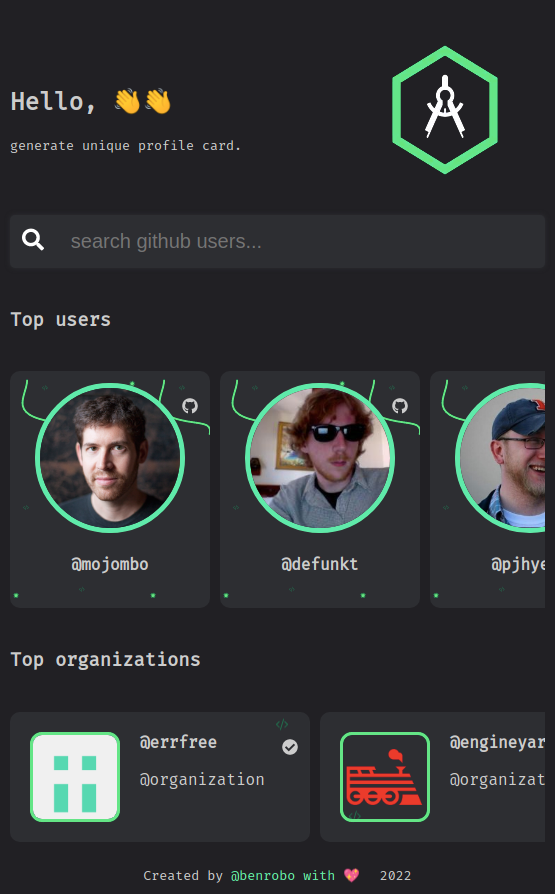 Hello, 👋👋
generate unique profile card.
search github users...
Top users
@mojombo
@defunkt
@pjhye
Top organizations
@errfree
@organization
@engineyar
@organizat
Created by @benrobo with 💖 2022